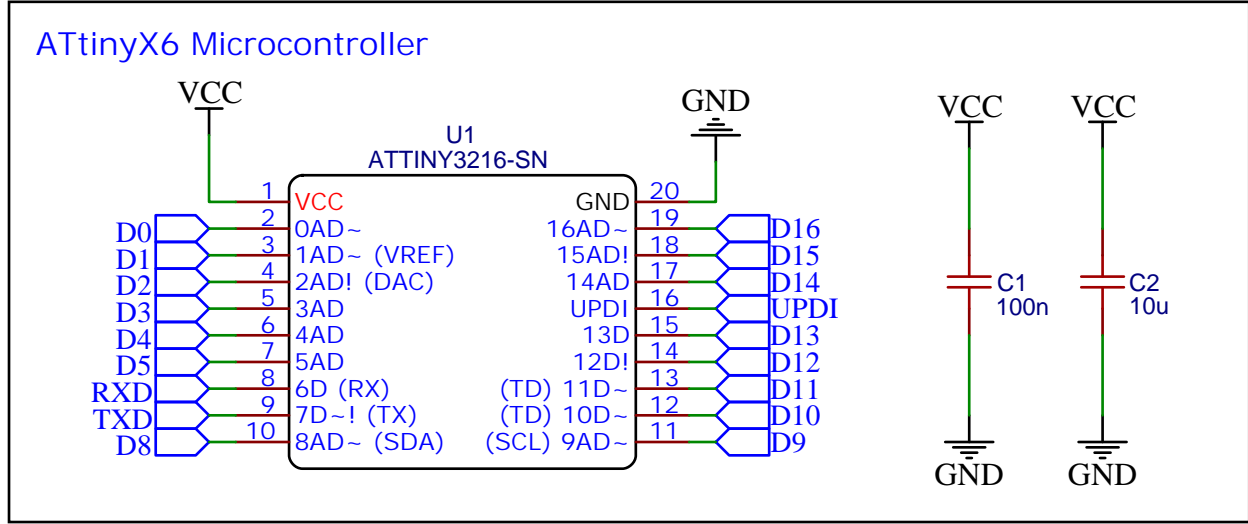 ATtinyX6 Microcontroller
VCC
GND
VCC
VCC
U1
ATTINY3216-SN
1
VCC
GND
20
D0
2
0AD~
16AD~
19
D16
D1
3
1AD~ (VREF)
15AD!
18
D15
D2
4
2AD! (DAC)
14AD
17
D14
D3
5
3AD
UPDI
16
UPDI
D4
6
4AD
13D
15
D13
D5
7
5AD
12D!
14
D12
RXD
8
6D (RX)
(TD) 11D~
13
D11
TXD
9
7D~! (TX)
(TD) 10D~
12
D10
D8
10
8AD~ (SDA)
(SCL) 9AD~
11
D9
C1
100n
C2
10u
GND
GND